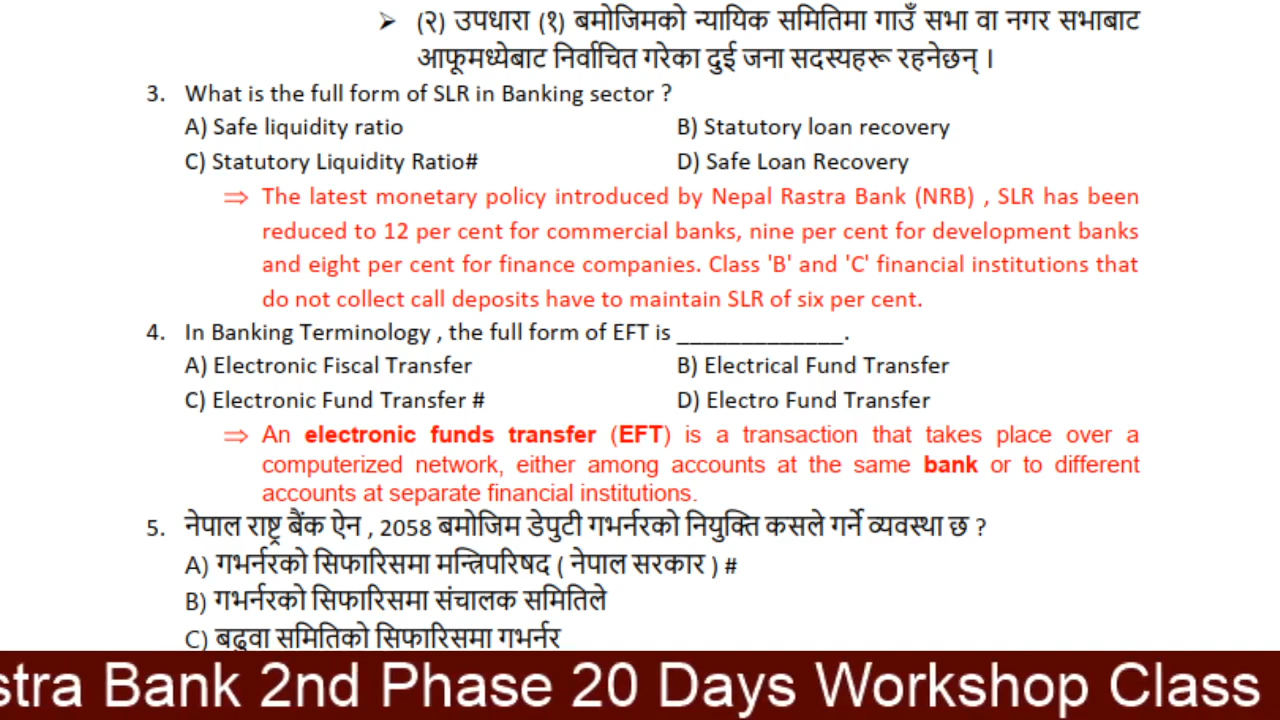 ➢ (२) उपधारा (१) बमोजिमको न्यायिक समितिमा गाउँ सभा वा नगर सभाबाट
आफूमध्येबाट निर्वाचित गरेका दुई जना सदस्यहरू रहनेछन् ।
3. What is the full form of SLR in Banking sector ?
A) Safe liquidity ratio B) Statutory loan recovery
C) Statutory Liquidity Ratio# D) Safe Loan Recovery
⇒ The latest monetary policy introduced by Nepal Rastra Bank (NRB) , SLR has been
reduced to 12 per cent for commercial banks, nine per cent for development banks
and eight per cent for finance companies. Class 'B' and 'C' financial institutions that
do not collect call deposits have to maintain SLR of six per cent.
4. In Banking Terminology , the full form of EFT is _____________.
A) Electronic Fiscal Transfer B) Electrical Fund Transfer
C) Electronic Fund Transfer # D) Electro Fund Transfer
⇒ An electronic funds transfer (EFT) is a transaction that takes place over a
computerized network, either among accounts at the same bank or to different
accounts at separate financial institutions.
5. नेपाल राष्ट्र बैंक ऐन , 2058 बमोजिम डेपुटी गभर्नरको नियुक्ति कसले गर्ने व्यवस्था छ ?
A) गभर्नरको सिफारिसमा मन्त्रिपरिषद ( नेपाल सरकार ) #
B) गभर्नरको सिफारिसमा संचालक समितिले
C) बढुवा समितिको सिफारिसमा गभर्नर
stra Bank 2nd Phase 20 Days Workshop Class